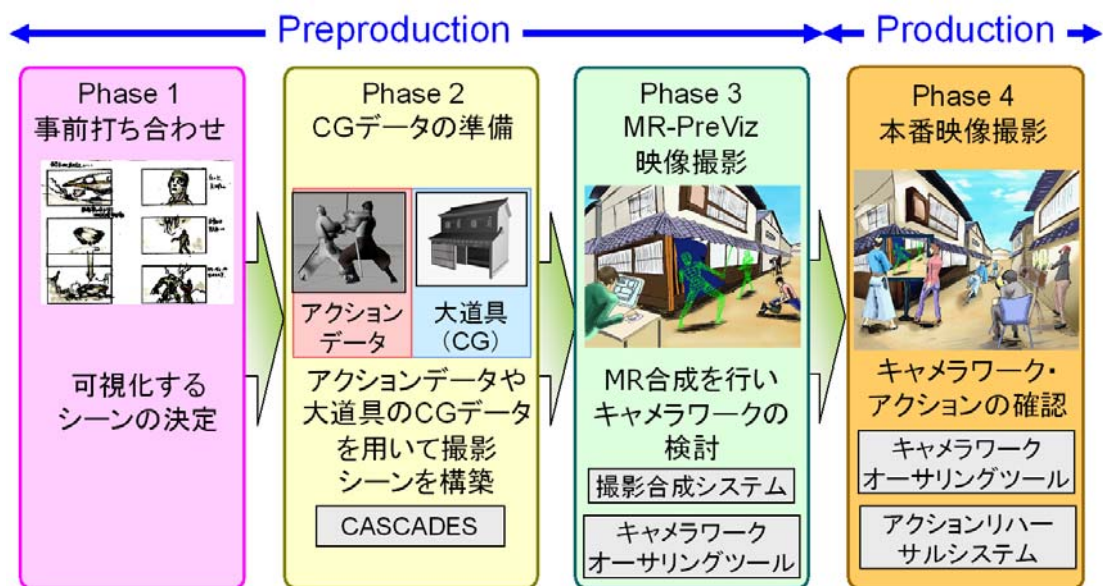 Preproduction
Production
Phase 1
事前打ち合わせ
可視化する
シーンの決定
Phase 2
CGデータの準備
アクション
データ
大道具
(CG)
アクションデータや
大道具のCGデータ
を用いて撮影
シーンを構築
CASCADES
Phase 3
MR-PreViz
映像撮影
MR合成を行い
キャメラワークの
検討
撮影合成システム
キャメラワーク
オーサリングツール
Phase 4
本番映像撮影
キャメラワーク・
アクションの確認
キャメラワーク
オーサリングツール
アクションリハー
サルシステム